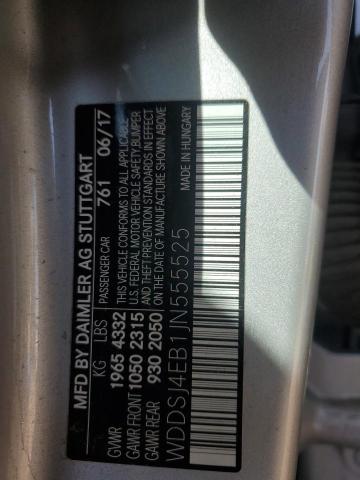 MFD BY DAIMLER AG STUTTGART
PASSENGER CAR 761 06/17
KG LBS
GVWR 1965 4332
GAWR FRONT 1050 2315
GAWR REAR 930 2050
THIS VEHICLE CONFORMS TO ALL APPLICABLE
U.S. FEDERAL MOTOR VEHICLE SAFETY, BUMPER
AND THEFT PREVENTION STANDARDS IN EFFECT
ON THE DATE OF MANUFACTURE SHOWN ABOVE
WDDSJ4EB1JN555525
MADE IN HUNGARY